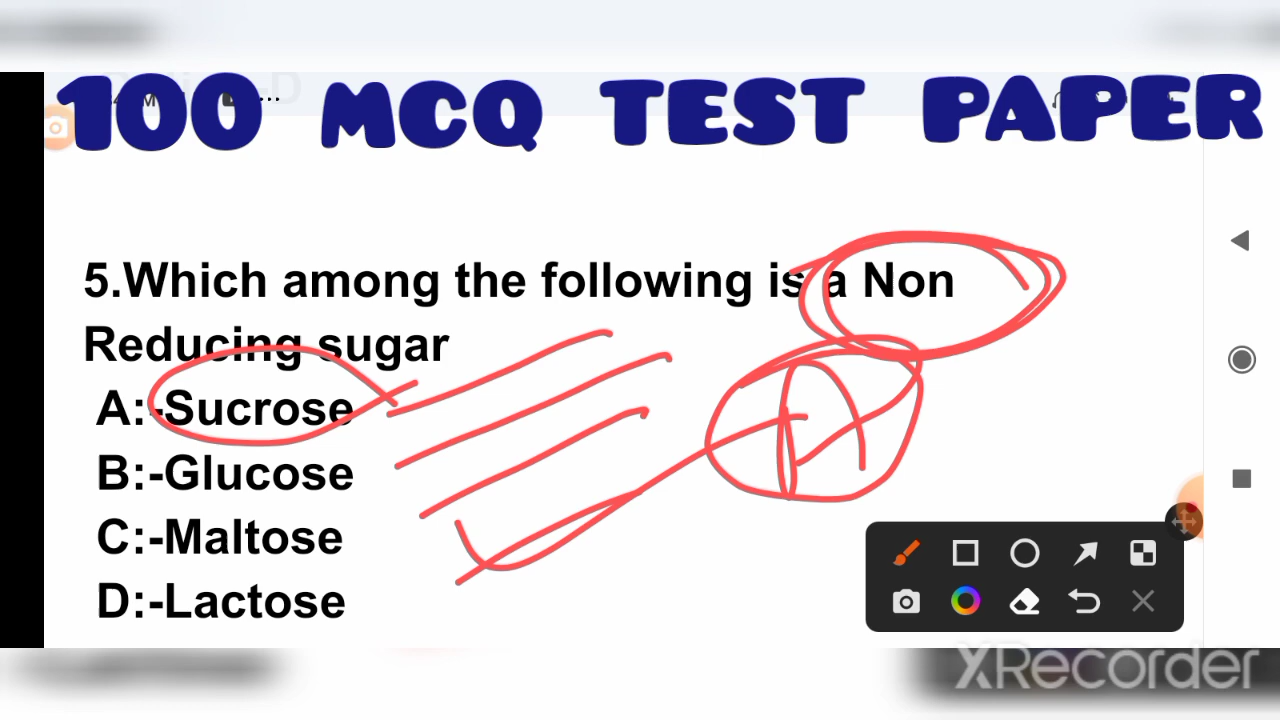 100 MCQ TEST PAPER
5.Which among the following is a Non
Reducing sugar
A:-Sucrose
B:-Glucose
C:-Maltose
D:-Lactose
A
XRecorder